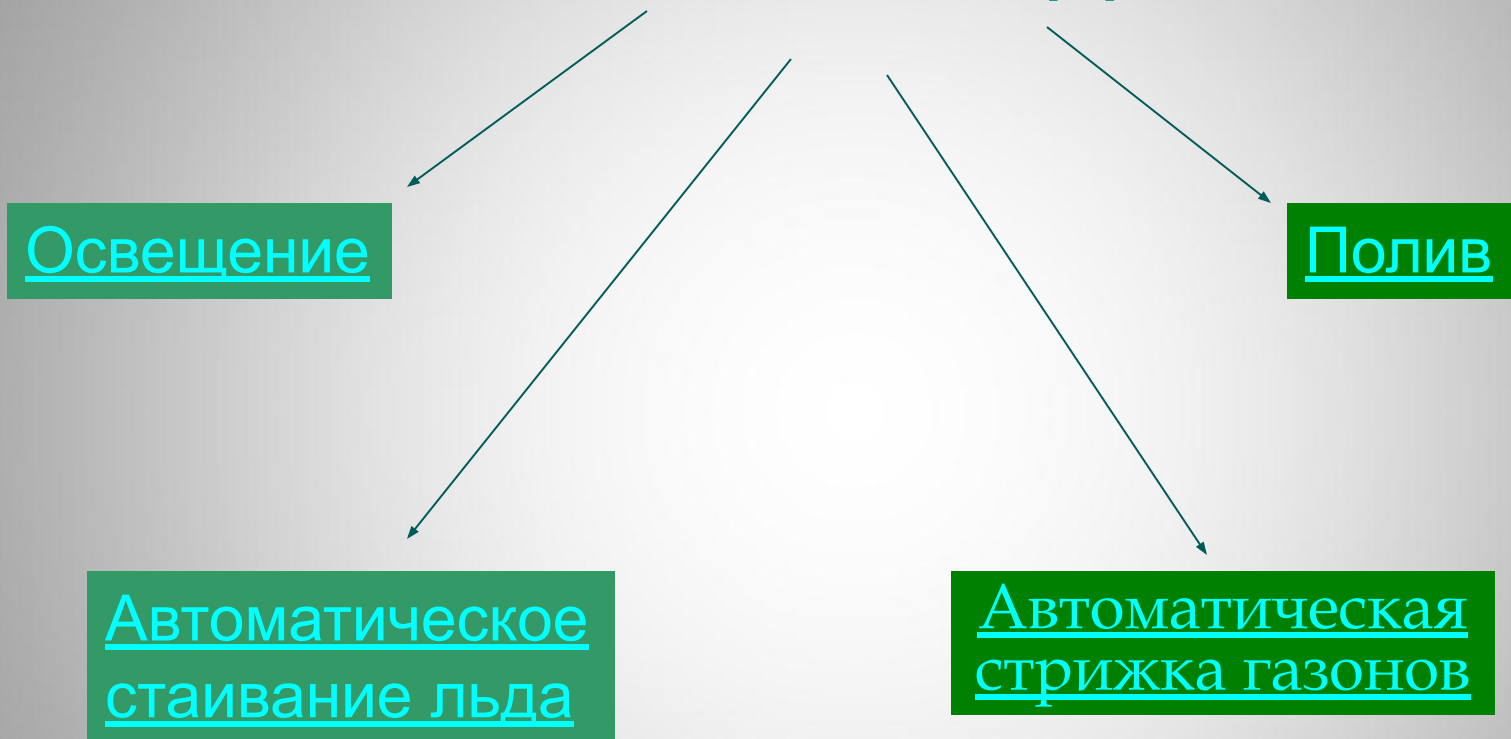 Освещение
Полив
Автоматическое
стаивание льда
Автоматическая
стрижка газонов